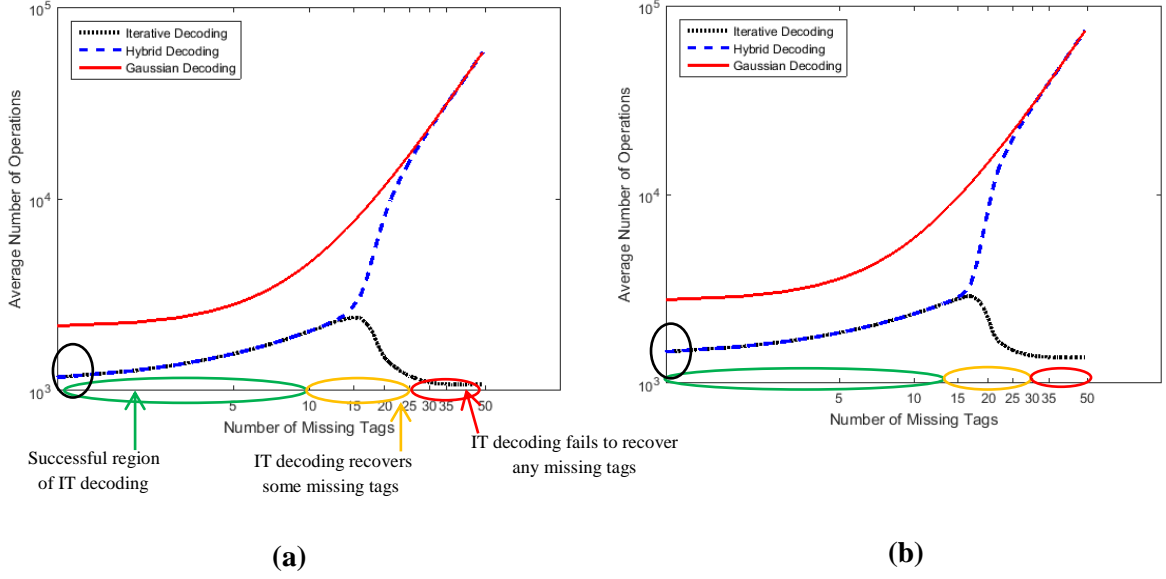 10^5
Iterative Decoding
Hybrid Decoding
Gaussian Decoding
Average Number of Operations
10^4
10^3
5 10 15 20 25 30 35 50
Number of Missing Tags
Successful region
of IT decoding
IT decoding recovers
some missing tags
IT decoding fails to recover
any missing tags
(a)
10^5
Iterative Decoding
Hybrid Decoding
Gaussian Decoding
Average Number of Operations
10^4
10^3
5 10 15 20 25 30 35 50
Number of Missing Tags
(b)